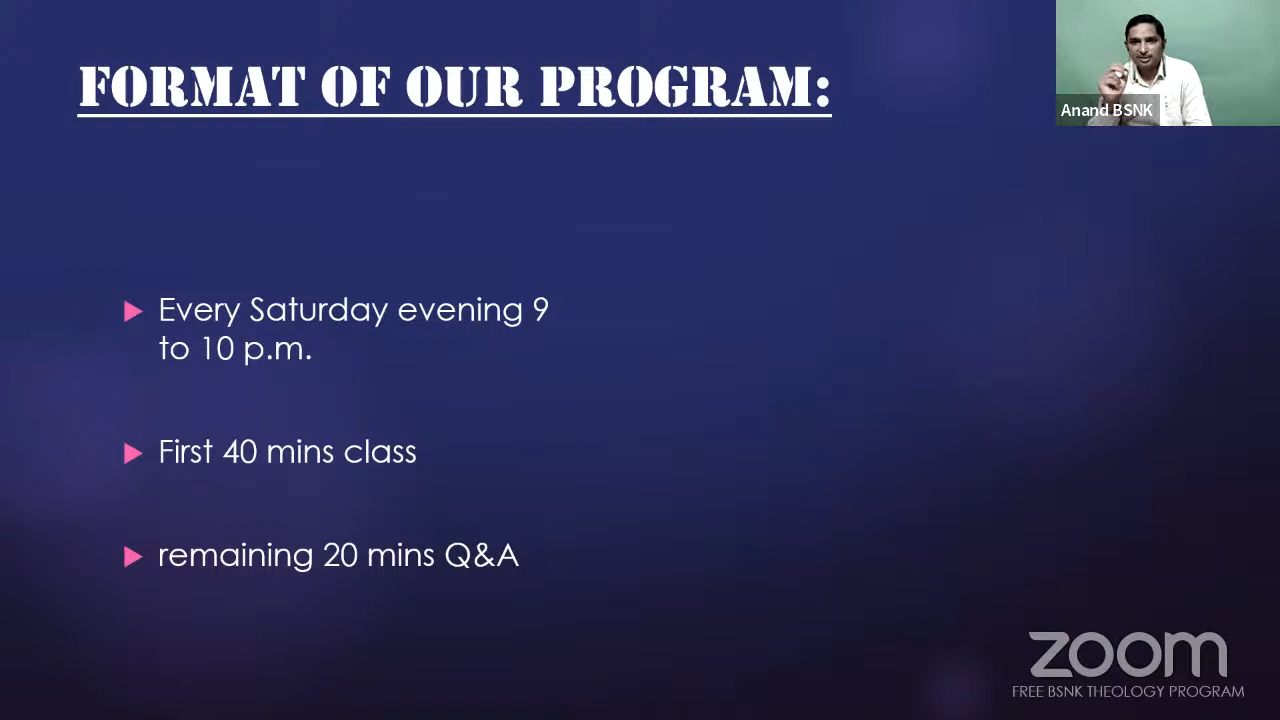 FORMAT OF OUR PROGRAM:
Anand BSNK
Every Saturday evening 9
to 10 p.m.
First 40 mins class
remaining 20 mins Q&A
zoom
FREE BSNK THEOLOGY PROGRAM